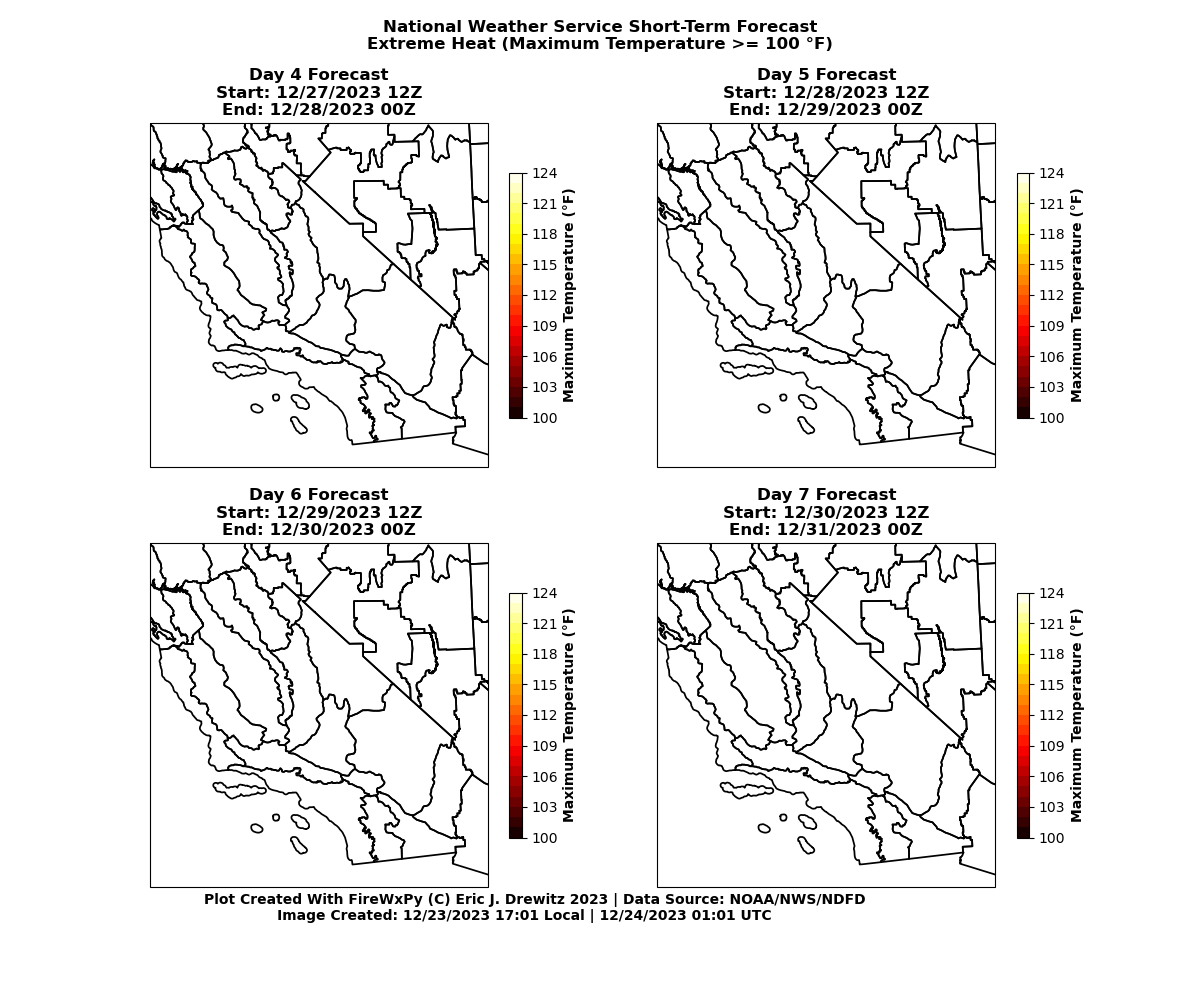 National Weather Service Short-Term Forecast
Extreme Heat (Maximum Temperature >= 100 °F)
Day 4 Forecast
Start: 12/27/2023 12Z
End: 12/28/2023 00Z
124
121
118
115
112
109
106
103
100
Maximum Temperature (°F)
Day 5 Forecast
Start: 12/28/2023 12Z
End: 12/29/2023 00Z
124
121
118
115
112
109
106
103
100
Maximum Temperature (°F)
Day 6 Forecast
Start: 12/29/2023 12Z
End: 12/30/2023 00Z
124
121
118
115
112
109
106
103
100
Maximum Temperature (°F)
Day 7 Forecast
Start: 12/30/2023 12Z
End: 12/31/2023 00Z
124
121
118
115
112
109
106
103
100
Maximum Temperature (°F)
Plot Created With FireWxPy (C) Eric J. Drewitz 2023 | Data Source: NOAA/NWS/NDFD
Image Created: 12/23/2023 17:01 Local | 12/24/2023 01:01 UTC